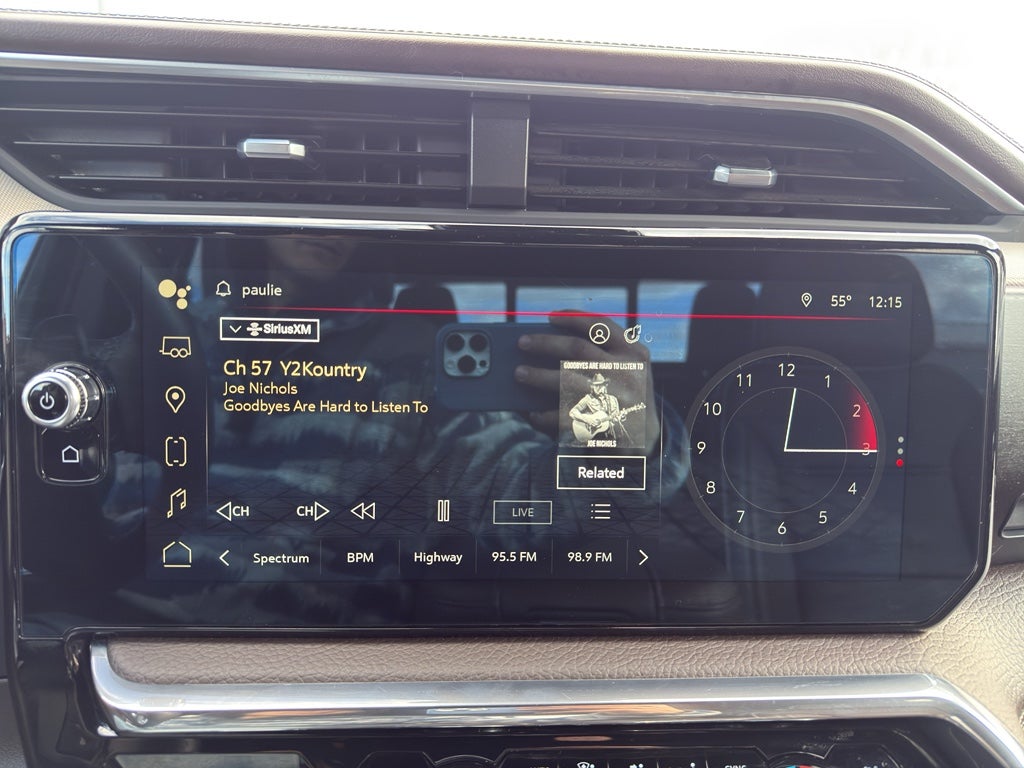 paulie
55° 12:15
SiriusXM
Ch 57 Y2Kountry
Joe Nichols
Goodbyes Are Hard to Listen To
GOODBYES ARE HARD TO LISTEN TO
JOE NICHOLS
Related
CH CH LIVE
Spectrum BPM Highway 95.5 FM 98.9 FM
12
1
2
3
4
5
6
7
8
9
10
11
SYNC